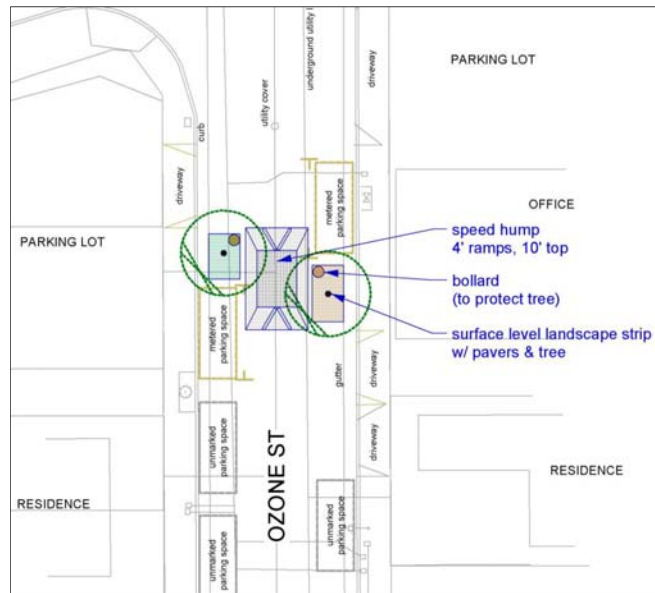 underground utility l
driveway
PARKING LOT
utility cover
curb
driveway
metered
parking space
OFFICE
speed hump
4' ramps, 10' top
PARKING LOT
bollard
(to protect tree)
metered
parking space
surface level landscape strip
w/ pavers & tree
gutter
driveway
unmarked
parking space
OZONE ST
driveway
RESIDENCE
RESIDENCE
unmarked
parking space
unmarked
parking space